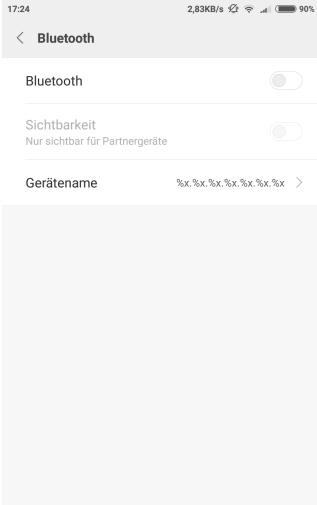 17:24 2,83KB/s 90%
Bluetooth
Bluetooth
Sichtbarkeit
Nur sichtbar für Partnergeräte
Gerätename %x.%x.%x.%x.%x.%x.%x